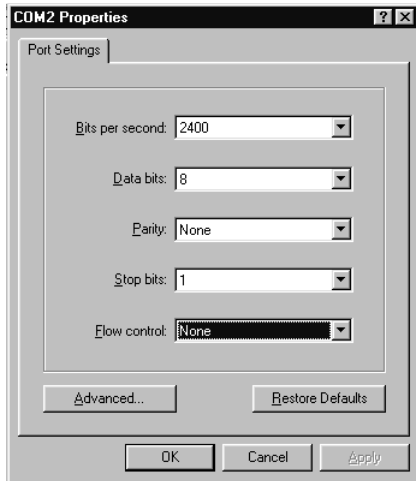 COM2 Properties
Port Settings
Bits per second: 2400
Data bits: 8
Parity: None
Stop bits: 1
Flow control: None
Advanced...
Restore Defaults
OK
Cancel
Apply